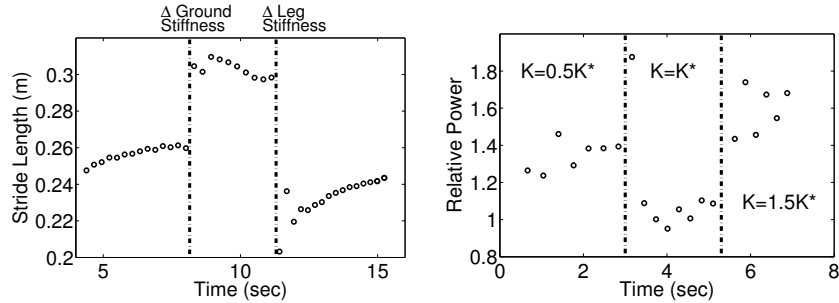 Δ Ground
Stiffness
Δ Leg
Stiffness
Stride Length (m)
0.3
0.28
0.26
0.24
0.22
0.2
5
10
15
Time (sec)
Relative Power
1.8
1.6
1.4
1.2
1
0.8
K=0.5K*
K=K*
K=1.5K*
0
2
4
6
8
Time (sec)